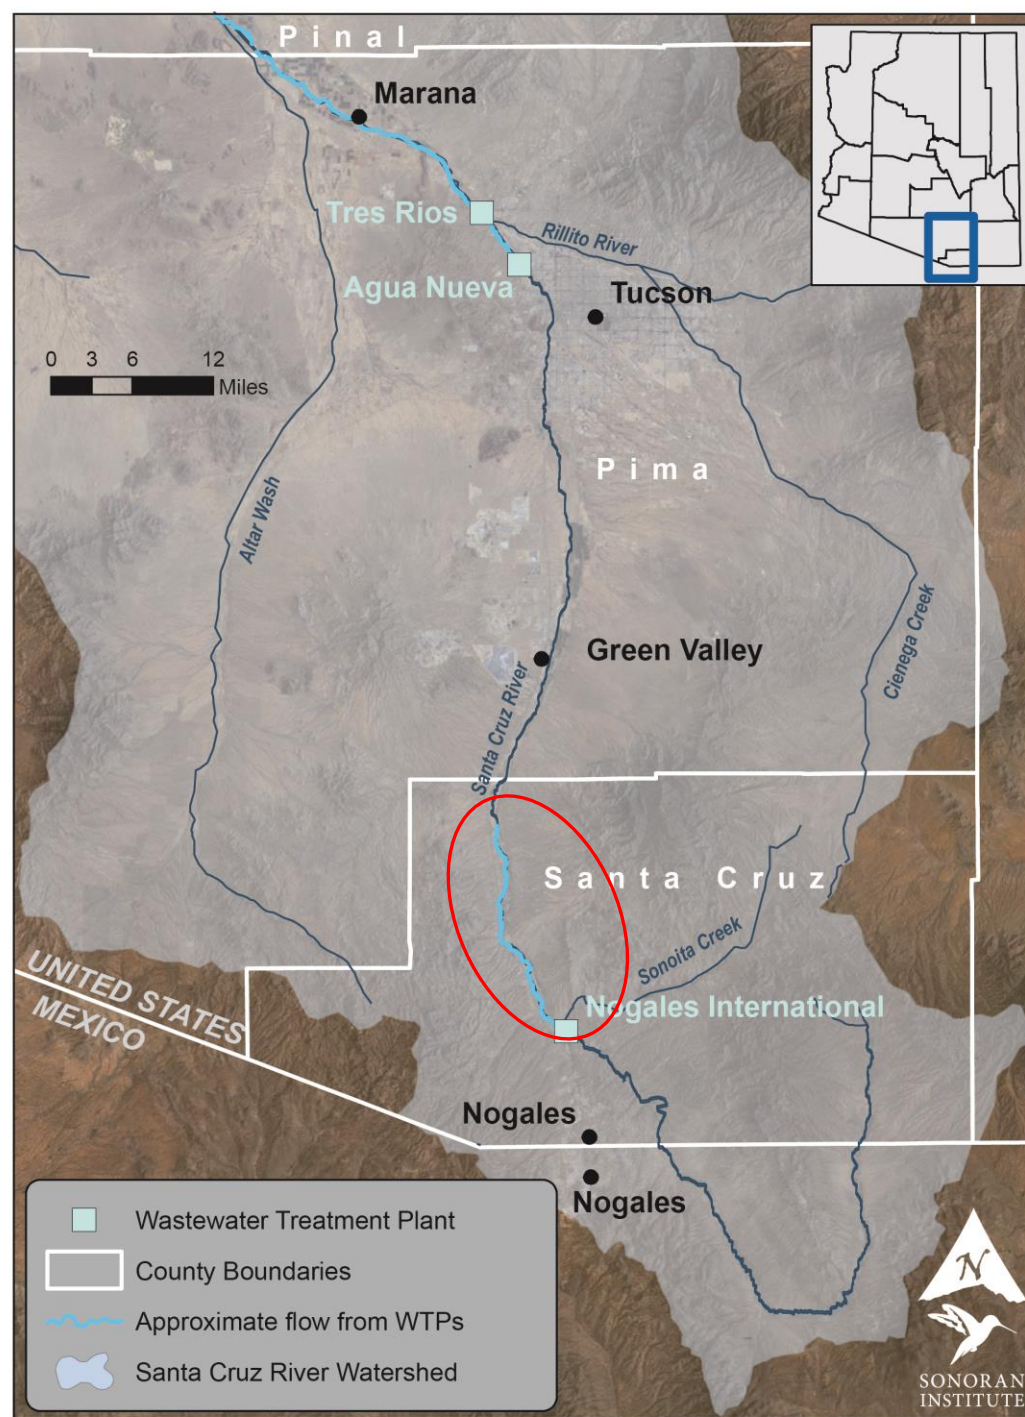 Pinal
Marana
Tres Rios
Rillito River
Agua Nueva
Tucson
0 3 6 12
Miles
Pima
Altar Wash
Green Valley
Cienega Creek
Santa Cruz River
Santa Cruz
Sonoita Creek
UNITED STATES
MEXICO
Nogales International
Nogales
Nogales
Wastewater Treatment Plant
County Boundaries
Approximate flow from WTPs
Santa Cruz River Watershed
N
SONORAN
INSTITUTE